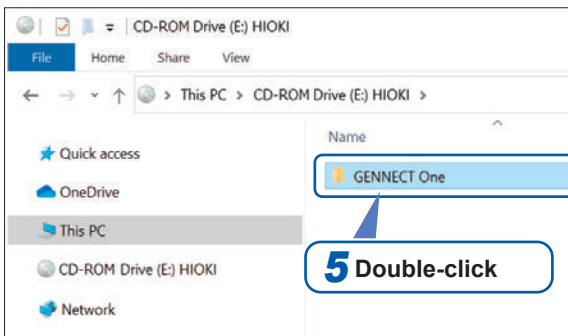 CD-ROM Drive (E:) HIOKI
File Home Share View
This PC > CD-ROM Drive (E:) HIOKI >
Name
Quick access
GENNECT One
OneDrive
This PC
5 Double-click
CD-ROM Drive (E:) HIOKI
Network